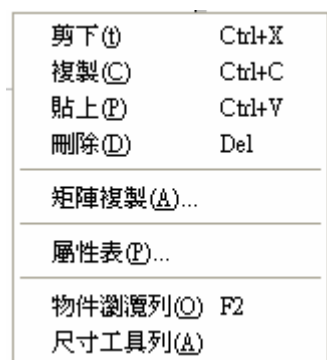 剪下(t) Ctrl+X
複製(C) Ctrl+C
貼上(P) Ctrl+V
刪除(D) Del
矩陣複製(A)...
屬性表(P)...
物件瀏覽列(O) F2
尺寸工具列(A)